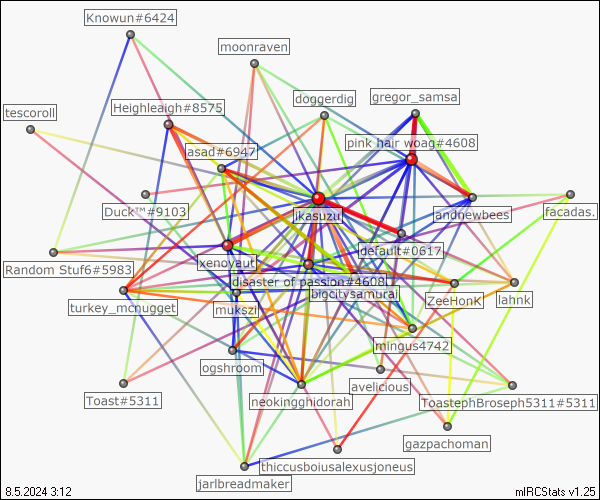 Knowun#6424
moonraven
gregor_samsa
doggerdig
Heighleaigh#8575
tescoroll
pink hair woag#4608
asad#6947
Duck™#9103
jkasuzu
andnewbees
facadas.
default#0617
xenoyaut
Random Stuf6#5983
disaster of passion#4608
bigcitysamurai
ZeeHonK
lahnk
turkey_mcnugget
mukszi
mingus4742
ogshroom
avelicious
Toast#5311
neokingghidorah
ToastephBroseph5311#5311
gazpachoman
thiccusboiusalexusjoneus
jarlbreadmaker
8.5.2024 3:12
mIRCStats v1.25